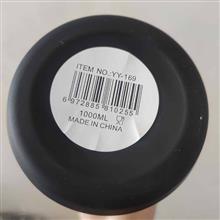 ITEM NO.:YY-169
6 972885 810255
1000ML
MADE IN CHINA